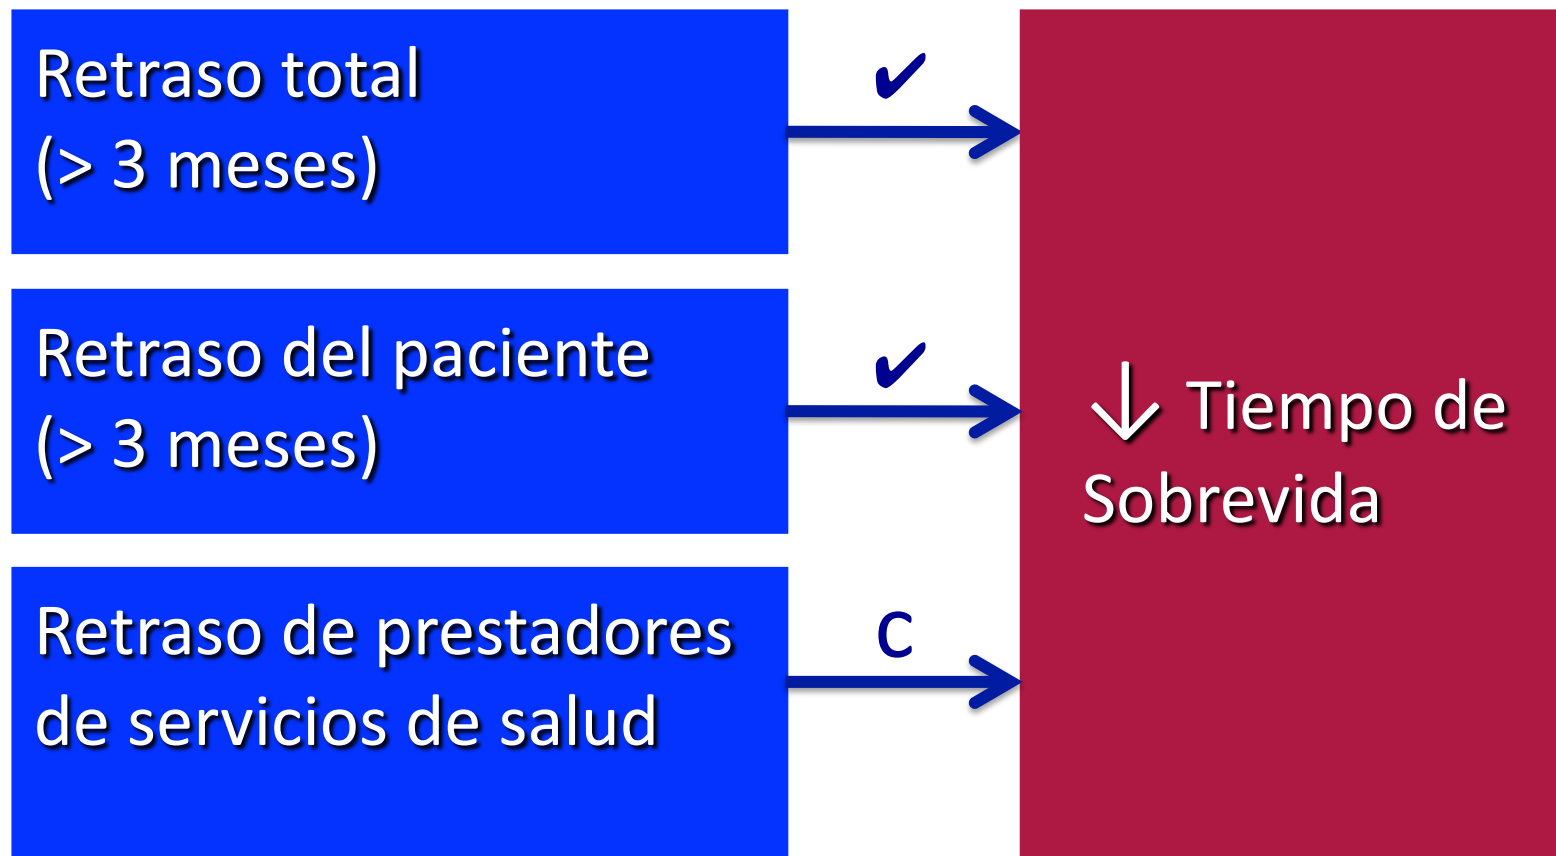 Retraso total
(> 3 meses)
✔
Retraso del paciente
(> 3 meses)
✔
Retraso de prestadores
de servicios de salud
C
↓ Tiempo de
Sobrevida